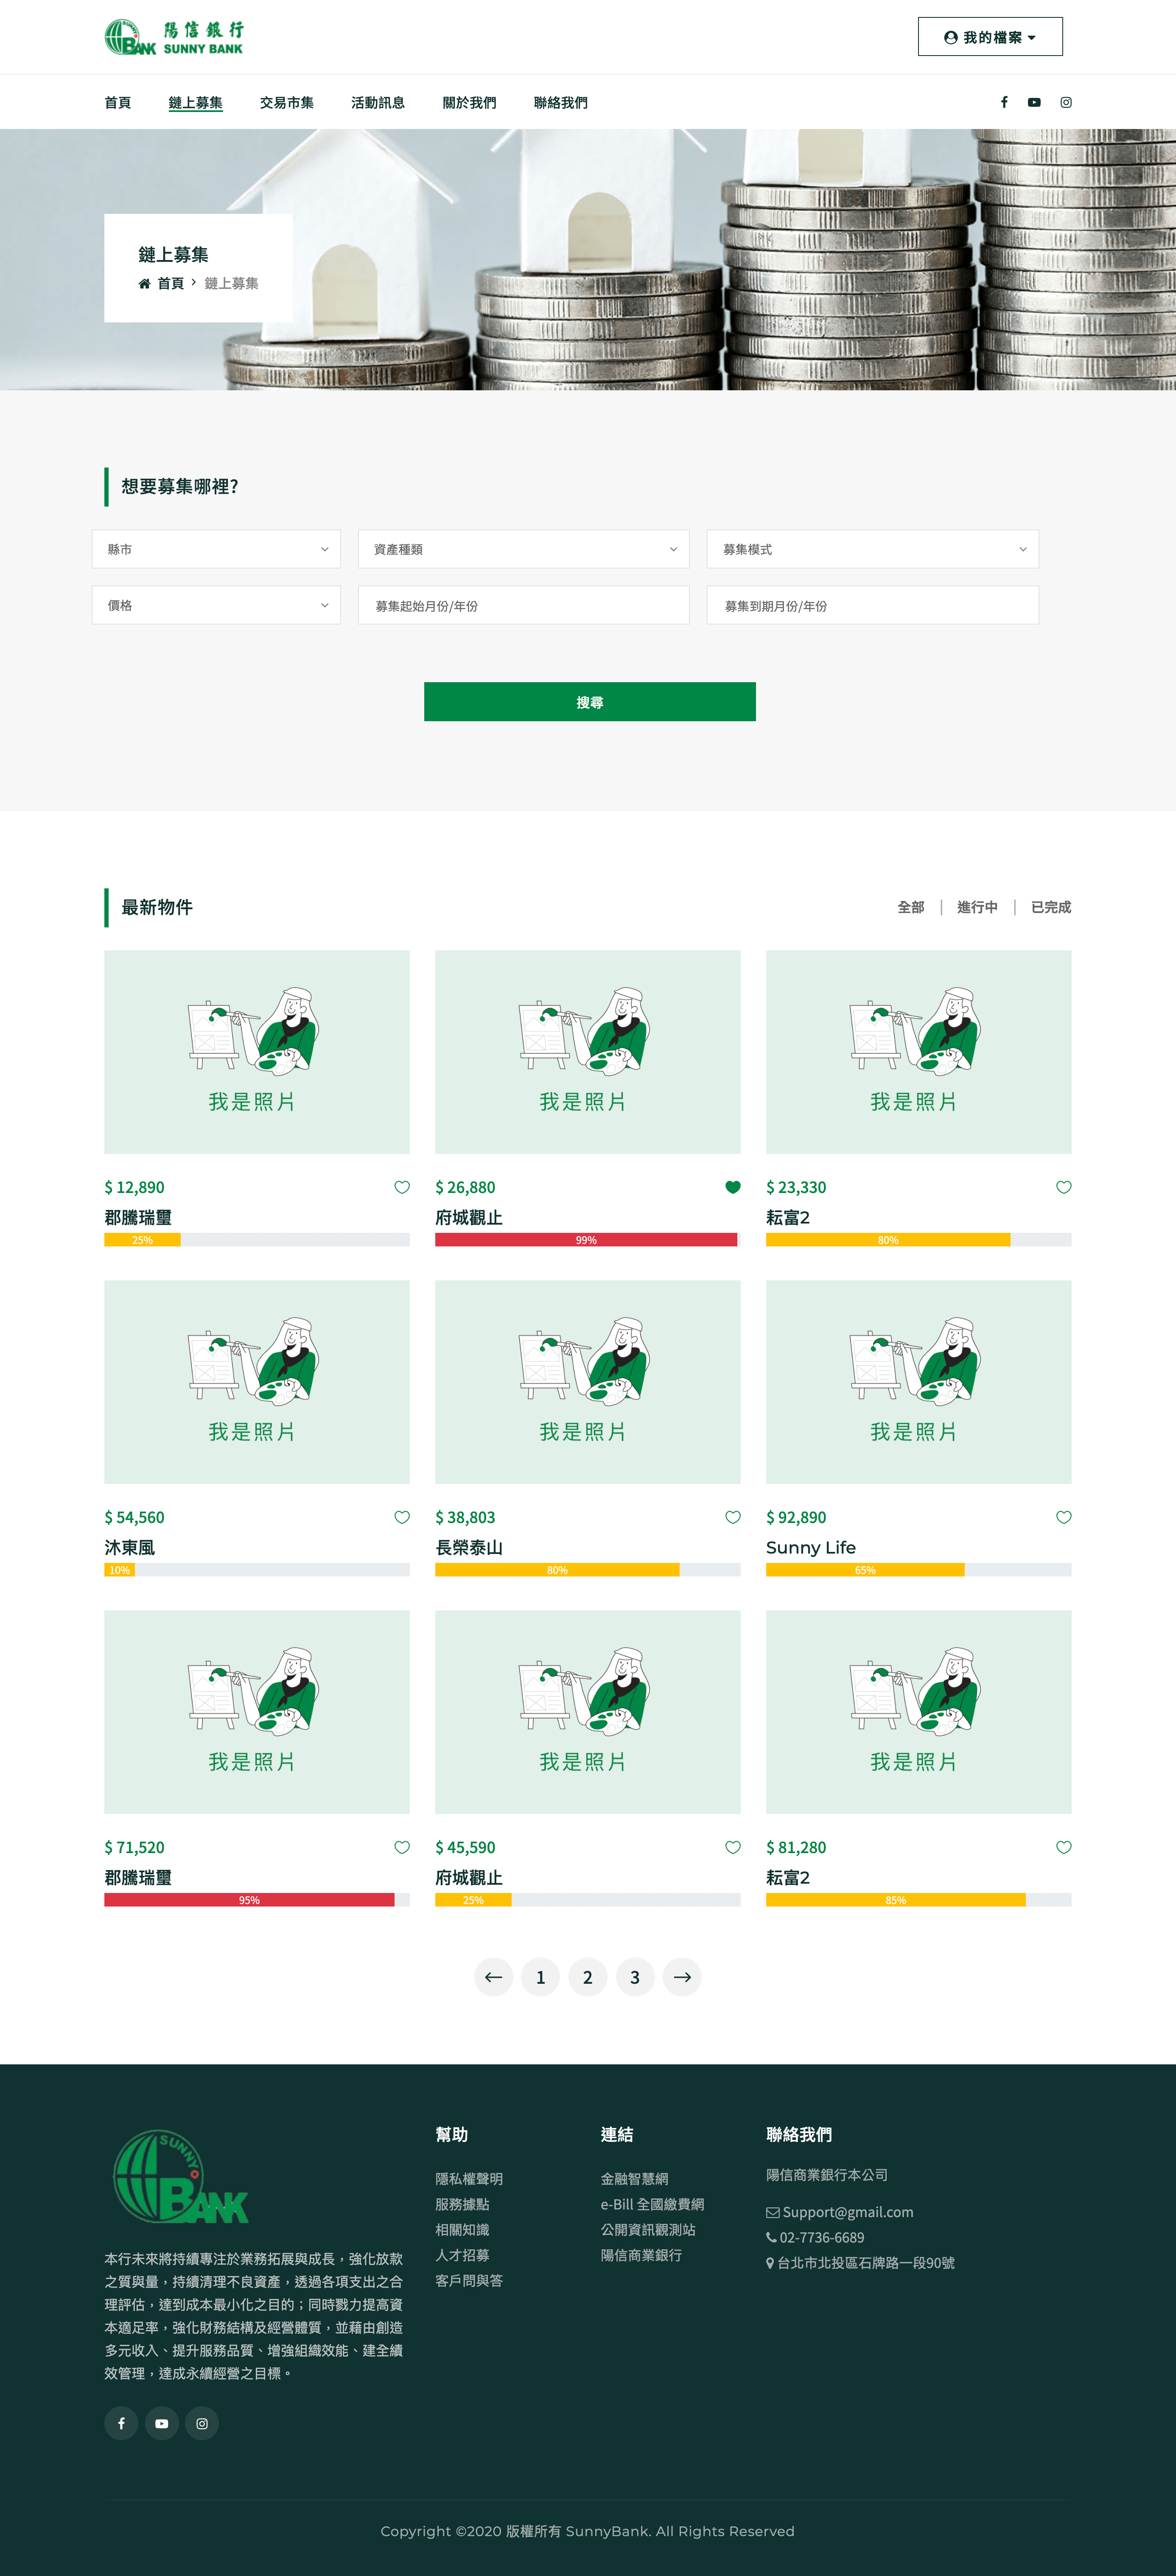 SUNNY BANK
陽信銀行
SUNNY BANK
我的檔案
首頁 鏈上募集 交易市集 活動訊息 關於我們 聯絡我們
鏈上募集
首頁 鏈上募集
想要募集哪裡?
縣市 資產種類 募集模式
價格 募集起始月份/年份 募集到期月份/年份
搜尋
最新物件
全部 | 進行中 | 已完成
我是照片 我是照片 我是照片
$ 12,890 $ 26,880 $ 23,330
郡騰瑞璽 府城觀止 耘富2
25% 99% 80%
我是照片 我是照片 我是照片
$ 54,560 $ 38,803 $ 92,890
沐東風 長榮泰山 Sunny Life
10% 80% 65%
我是照片 我是照片 我是照片
$ 71,520 $ 45,590 $ 81,280
郡騰瑞璽 府城觀止 耘富2
95% 25% 85%
1 2 3
SUNNY BANK
本行未來將持續專注於業務拓展與成長，強化放款
之質與量，持續清理不良資產，透過各項支出之合
理評估，達到成本最小化之目的；同時戮力提高資
本適足率，強化財務結構及經營體質，並藉由創造
多元收入、提升服務品質、增強組織效能、建全績
效管理，達成永續經營之目標。
幫助
隱私權聲明
服務據點
相關知識
人才招募
客戶問與答
連結
金融智慧網
e-Bill 全國繳費網
公開資訊觀測站
陽信商業銀行
聯絡我們
陽信商業銀行本公司
Support@gmail.com
02-7736-6689
台北市北投區石牌路一段90號
Copyright ©2020 版權所有 SunnyBank. All Rights Reserved